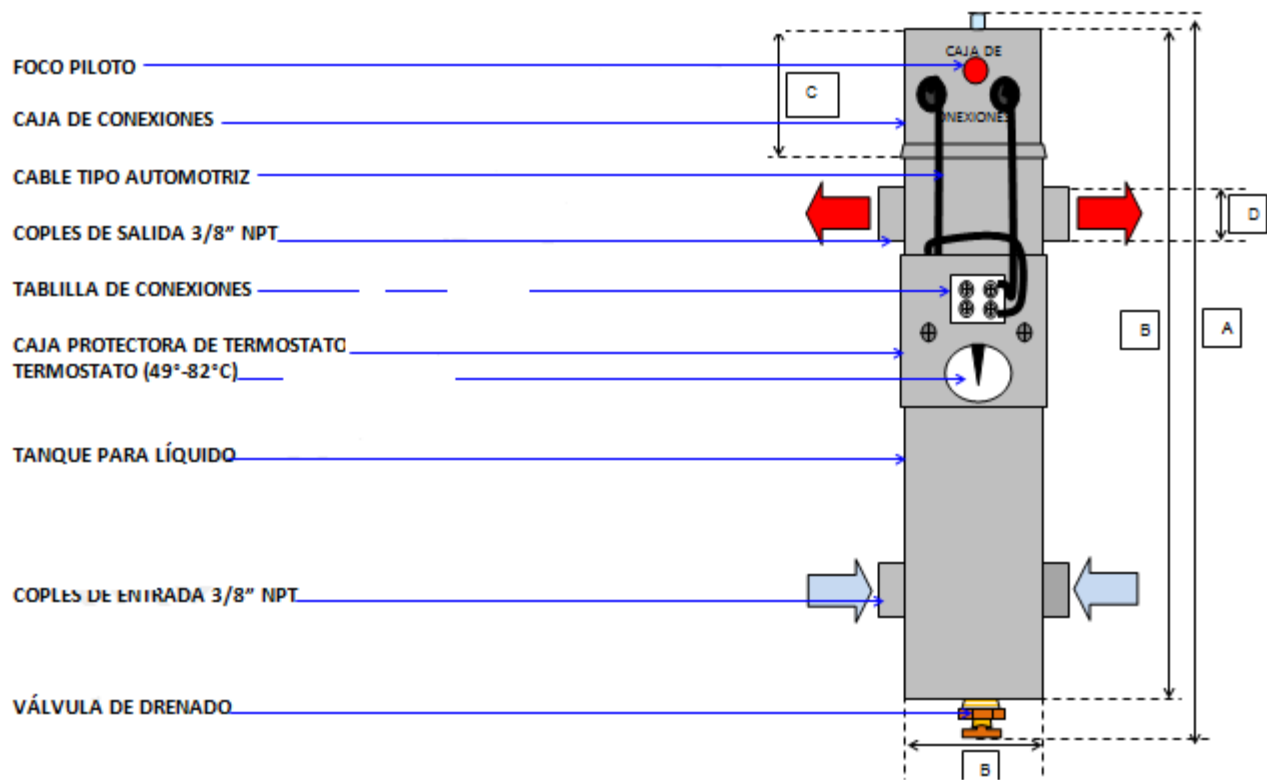 FOCO PILOTO
CAJA DE CONEXIONES
CABLE TIPO AUTOMOTRIZ
COPLES DE SALIDA 3/8” NPT
TABLILLA DE CONEXIONES
CAJA PROTECTORA DE TERMOSTATO
TERMOSTATO (49°-82°C)
TANQUE PARA LÍQUIDO
COPLES DE ENTRADA 3/8” NPT
VÁLVULA DE DRENADO
CAJA DE
ONEXIONES
C
D
B
A
B